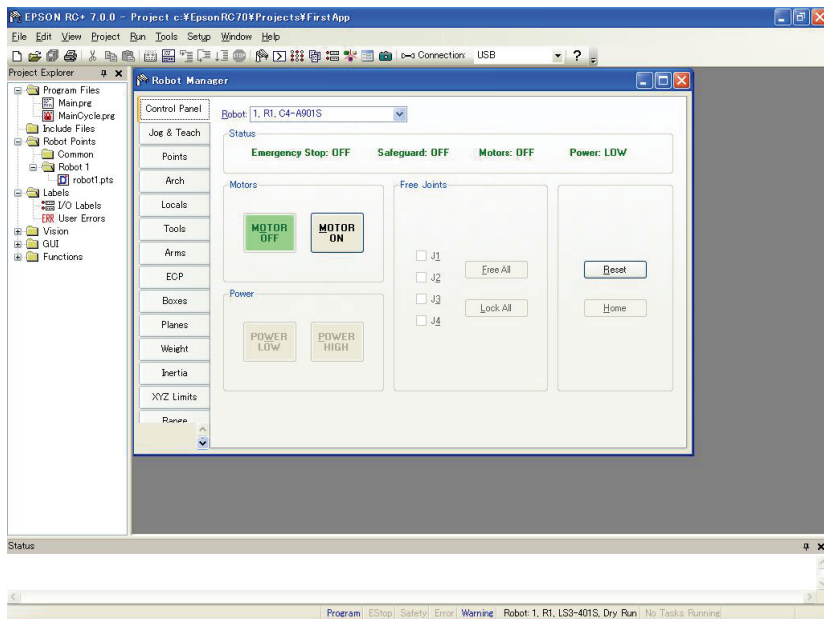 EPSON RC+ 7.0.0 - Project c:¥EpsonRC70¥Projects¥FirstApp
File Edit View Project Run Tools Setup Window Help
Connection: USB
?
Project Explorer
Program Files
Main.prg
MainCycle.prg
Include Files
Robot Points
Common
Robot 1
robot1.pts
Labels
I/O Labels
ERR User Errors
Vision
GUI
Functions
Robot Manager
Control Panel
Jog & Teach
Points
Arch
Locals
Tools
Arms
ECP
Boxes
Planes
Weight
Inertia
XYZ Limits
Range
Robot: 1, R1, C4-A901S
Status
Emergency Stop: OFF Safeguard: OFF Motors: OFF Power: LOW
Motors
MOTOR OFF
MOTOR ON
Power
POWER LOW
POWER HIGH
Free Joints
J1
J2
J3
J4
Free All
Lock All
Reset
Home
Status
Program EStop Safety Error Warning Robot: 1, R1, LS3-401S, Dry Run No Tasks Running